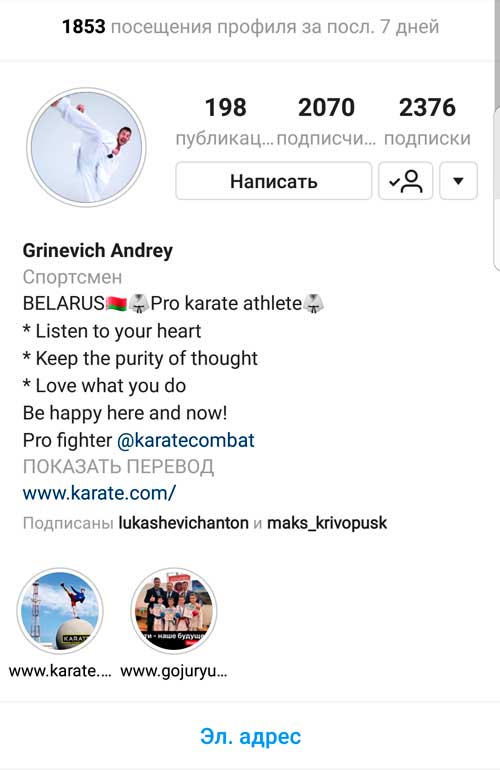 1853 посещения профиля за посл. 7 дней
198 2070 2376
публикац... подписчи... подписки
Написать
Grinevich Andrey
Спортсмен
BELARUS🇧🇾🥋Pro karate athlete🥋
* Listen to your heart
* Keep the purity of thought
* Love what you do
Be happy here and now!
Pro fighter @karatecombat
ПОКАЗАТЬ ПЕРЕВОД
www.karate.com/
Подписаны lukashevichanton и maks_krivopusk
KARATE
ти - наше будуще
www.karate.... www.gojuryu...
Эл. адрес